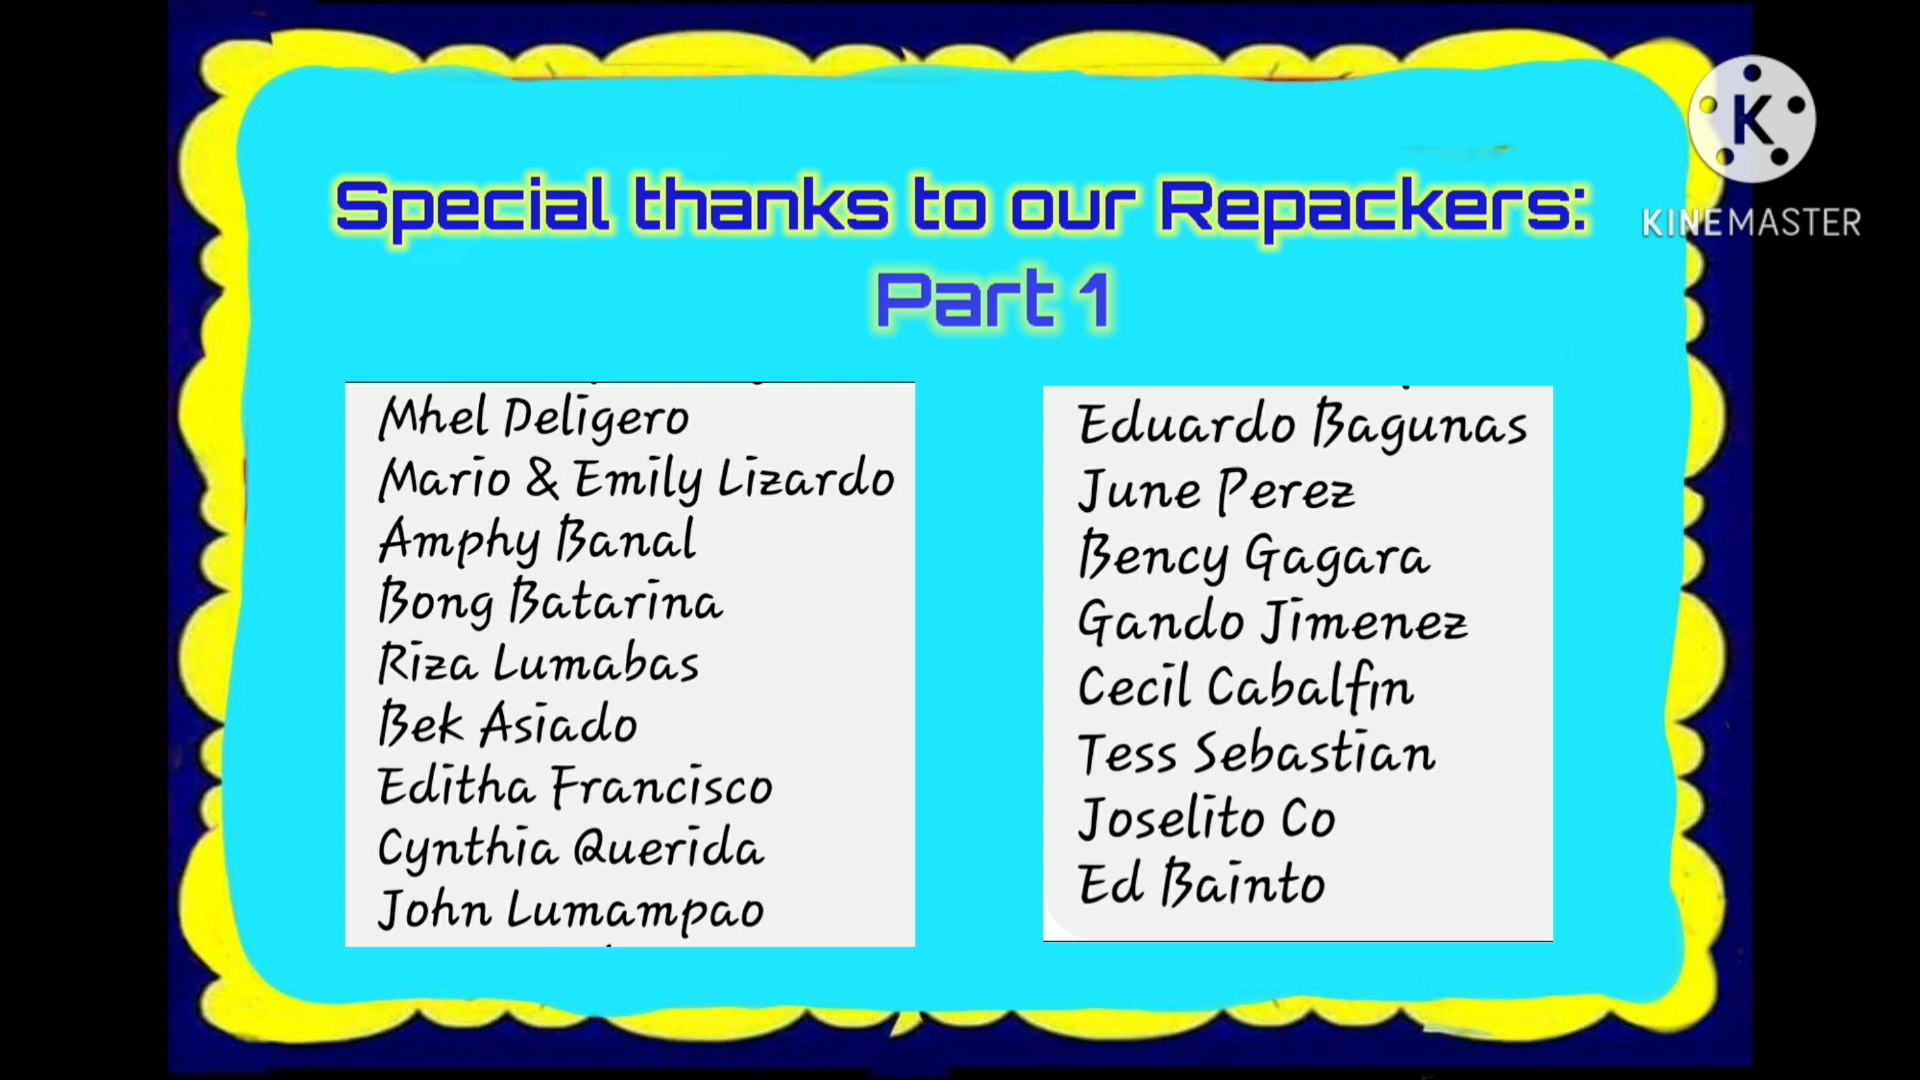 Special thanks to our Repackers:
Part 1
Mhel Deligero
Mario & Emily Lizardo
Amphy Banal
Bong Batarina
Riza Lumabas
Bek Asiado
Editha Francisco
Cynthia Querida
John Lumampao
Eduardo Bagunas
June Perez
Bency Gagara
Gando Jimenez
Cecil Cabalfin
Tess Sebastian
Joselito Co
Ed Bainto
K
KINEMASTER